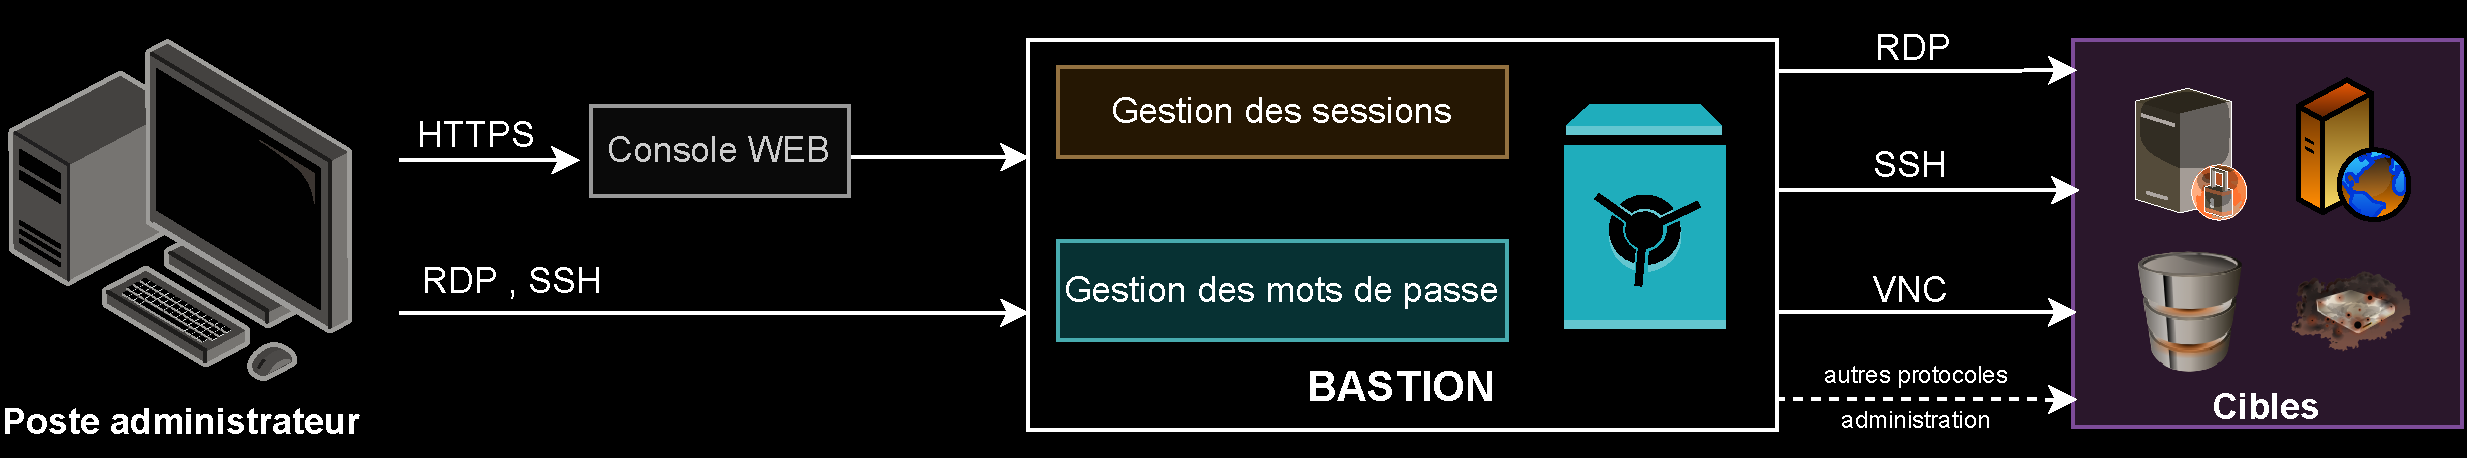 HTTPS
Console WEB
RDP , SSH
Poste administrateur
Gestion des sessions
Gestion des mots de passe
BASTION
RDP
SSH
VNC
autres protocoles
administration
Cibles